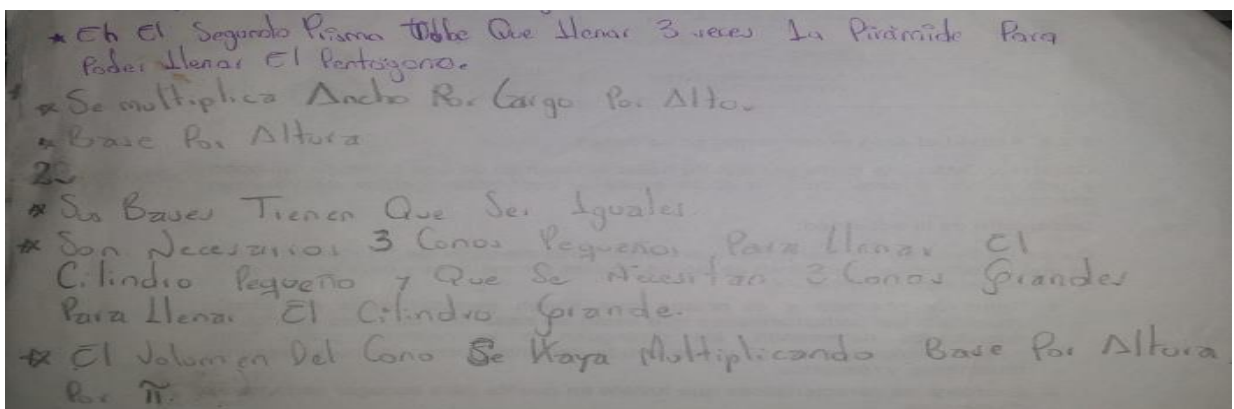 * En El Segundo Prisma Debe Que Llenar 3 veces La Pirámide Para
Poder Llenar El Pentágono.
* Se multiplica Ancho Por Largo Por Alto.
* Base Por Altura
2
* Sus Bases Tienen Que Ser Iguales.
* Son Necesarios 3 Conos Pequeños Para Llenar El
Cilindro Pequeño y Que Se Necesitan 3 Conos Grandes
Para Llenar El Cilindro Grande.
* El Volumen Del Cono Se Haya Multiplicando Base Por Altura
Por π.